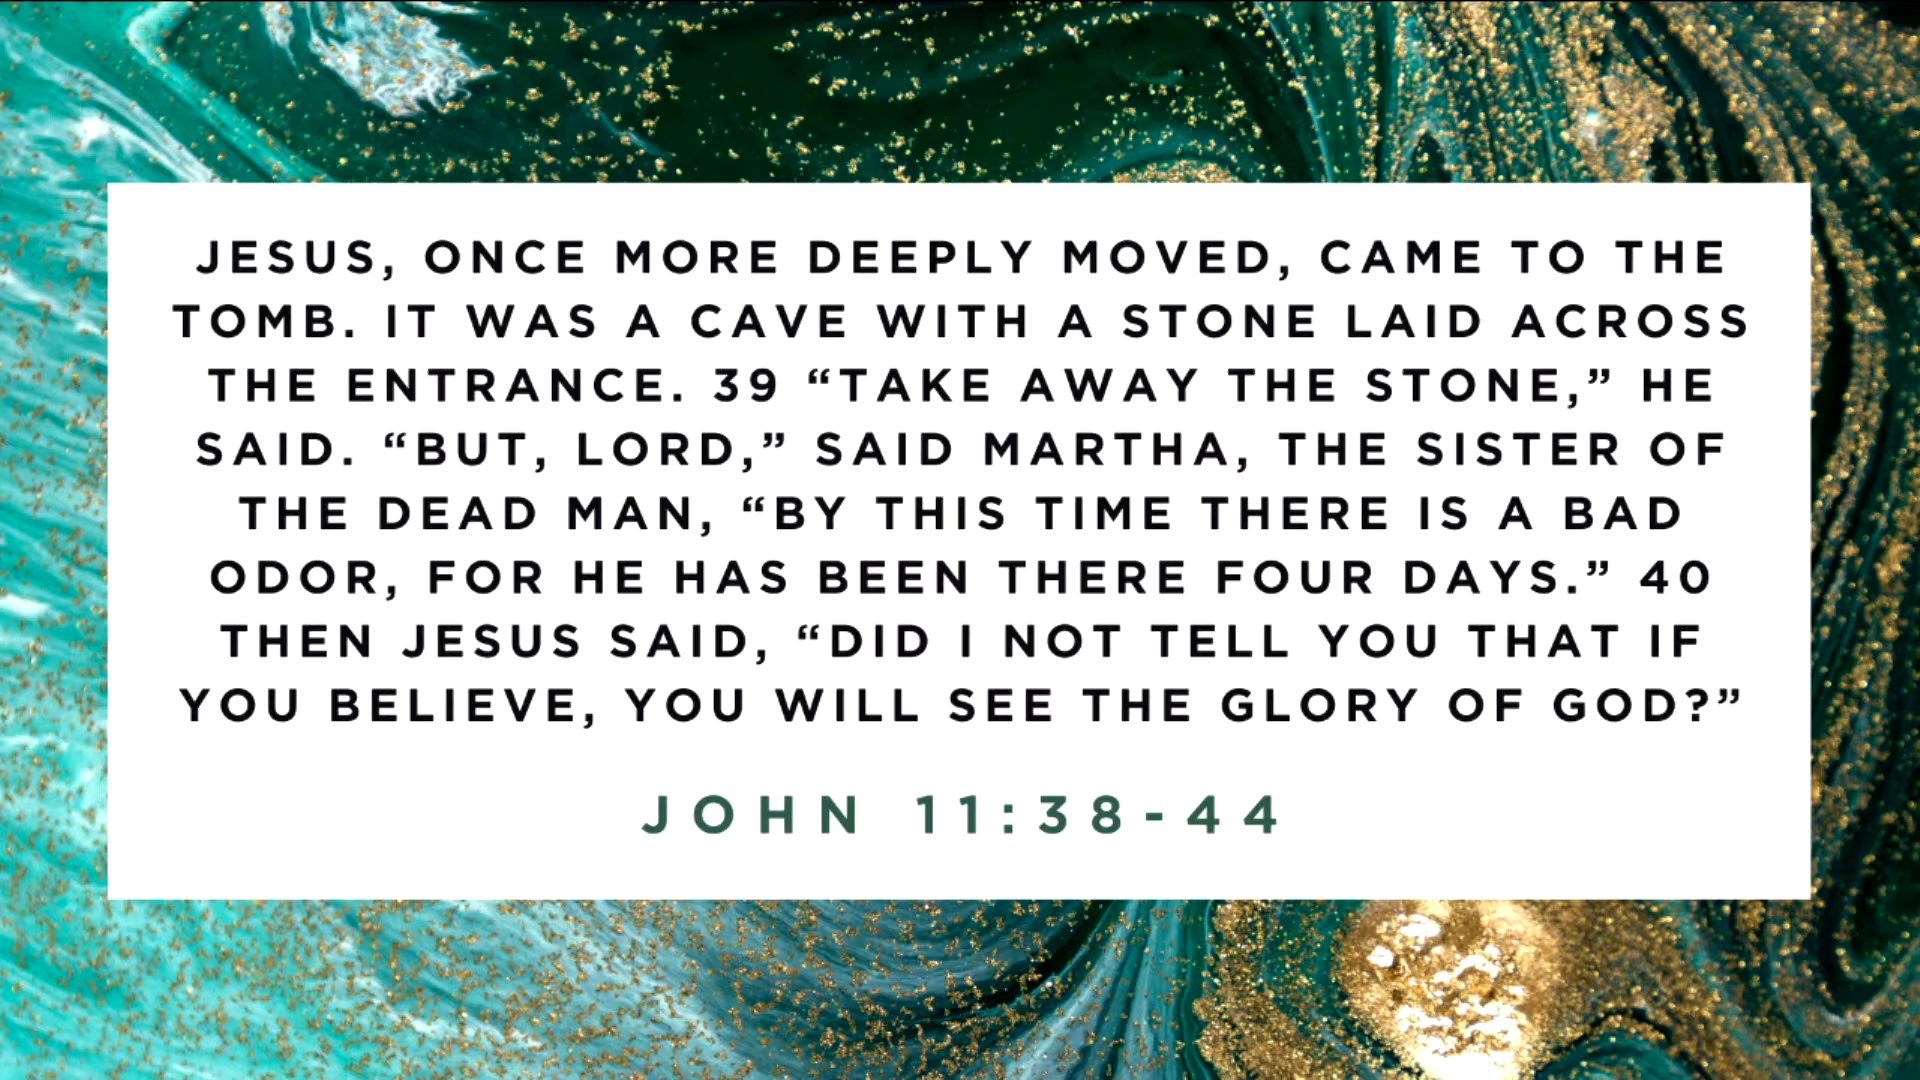 JESUS, ONCE MORE DEEPLY MOVED, CAME TO THE
TOMB. IT WAS A CAVE WITH A STONE LAID ACROSS
THE ENTRANCE. 39 “TAKE AWAY THE STONE,” HE
SAID. “BUT, LORD,” SAID MARTHA, THE SISTER OF
THE DEAD MAN, “BY THIS TIME THERE IS A BAD
ODOR, FOR HE HAS BEEN THERE FOUR DAYS.” 40
THEN JESUS SAID, “DID I NOT TELL YOU THAT IF
YOU BELIEVE, YOU WILL SEE THE GLORY OF GOD?”
JOHN 11:38-44